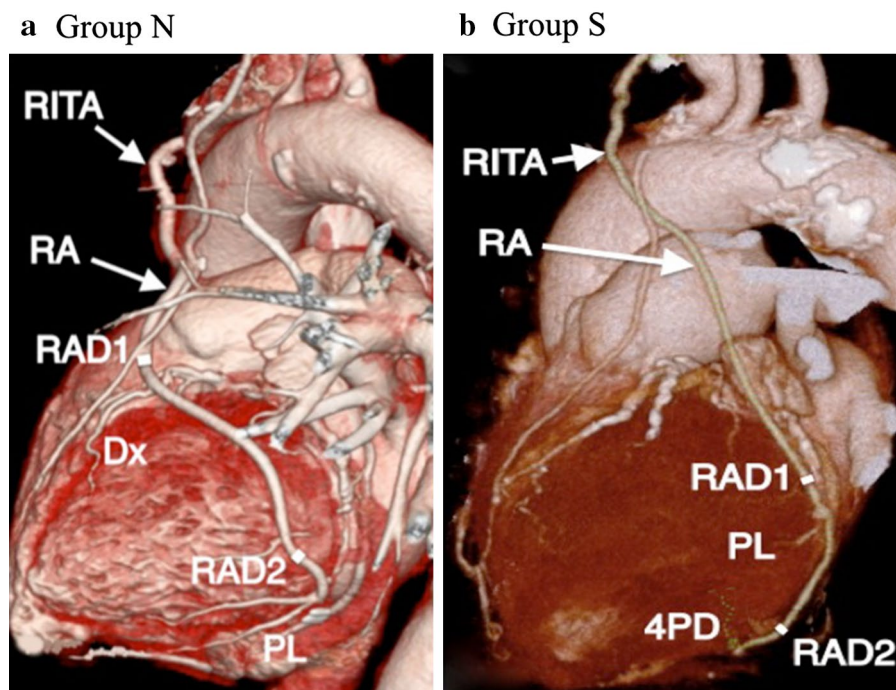 a Group N
RITA
RA
RAD1
Dx
RAD2
PL
b Group S
RITA
RA
RAD1
PL
4PD
RAD2